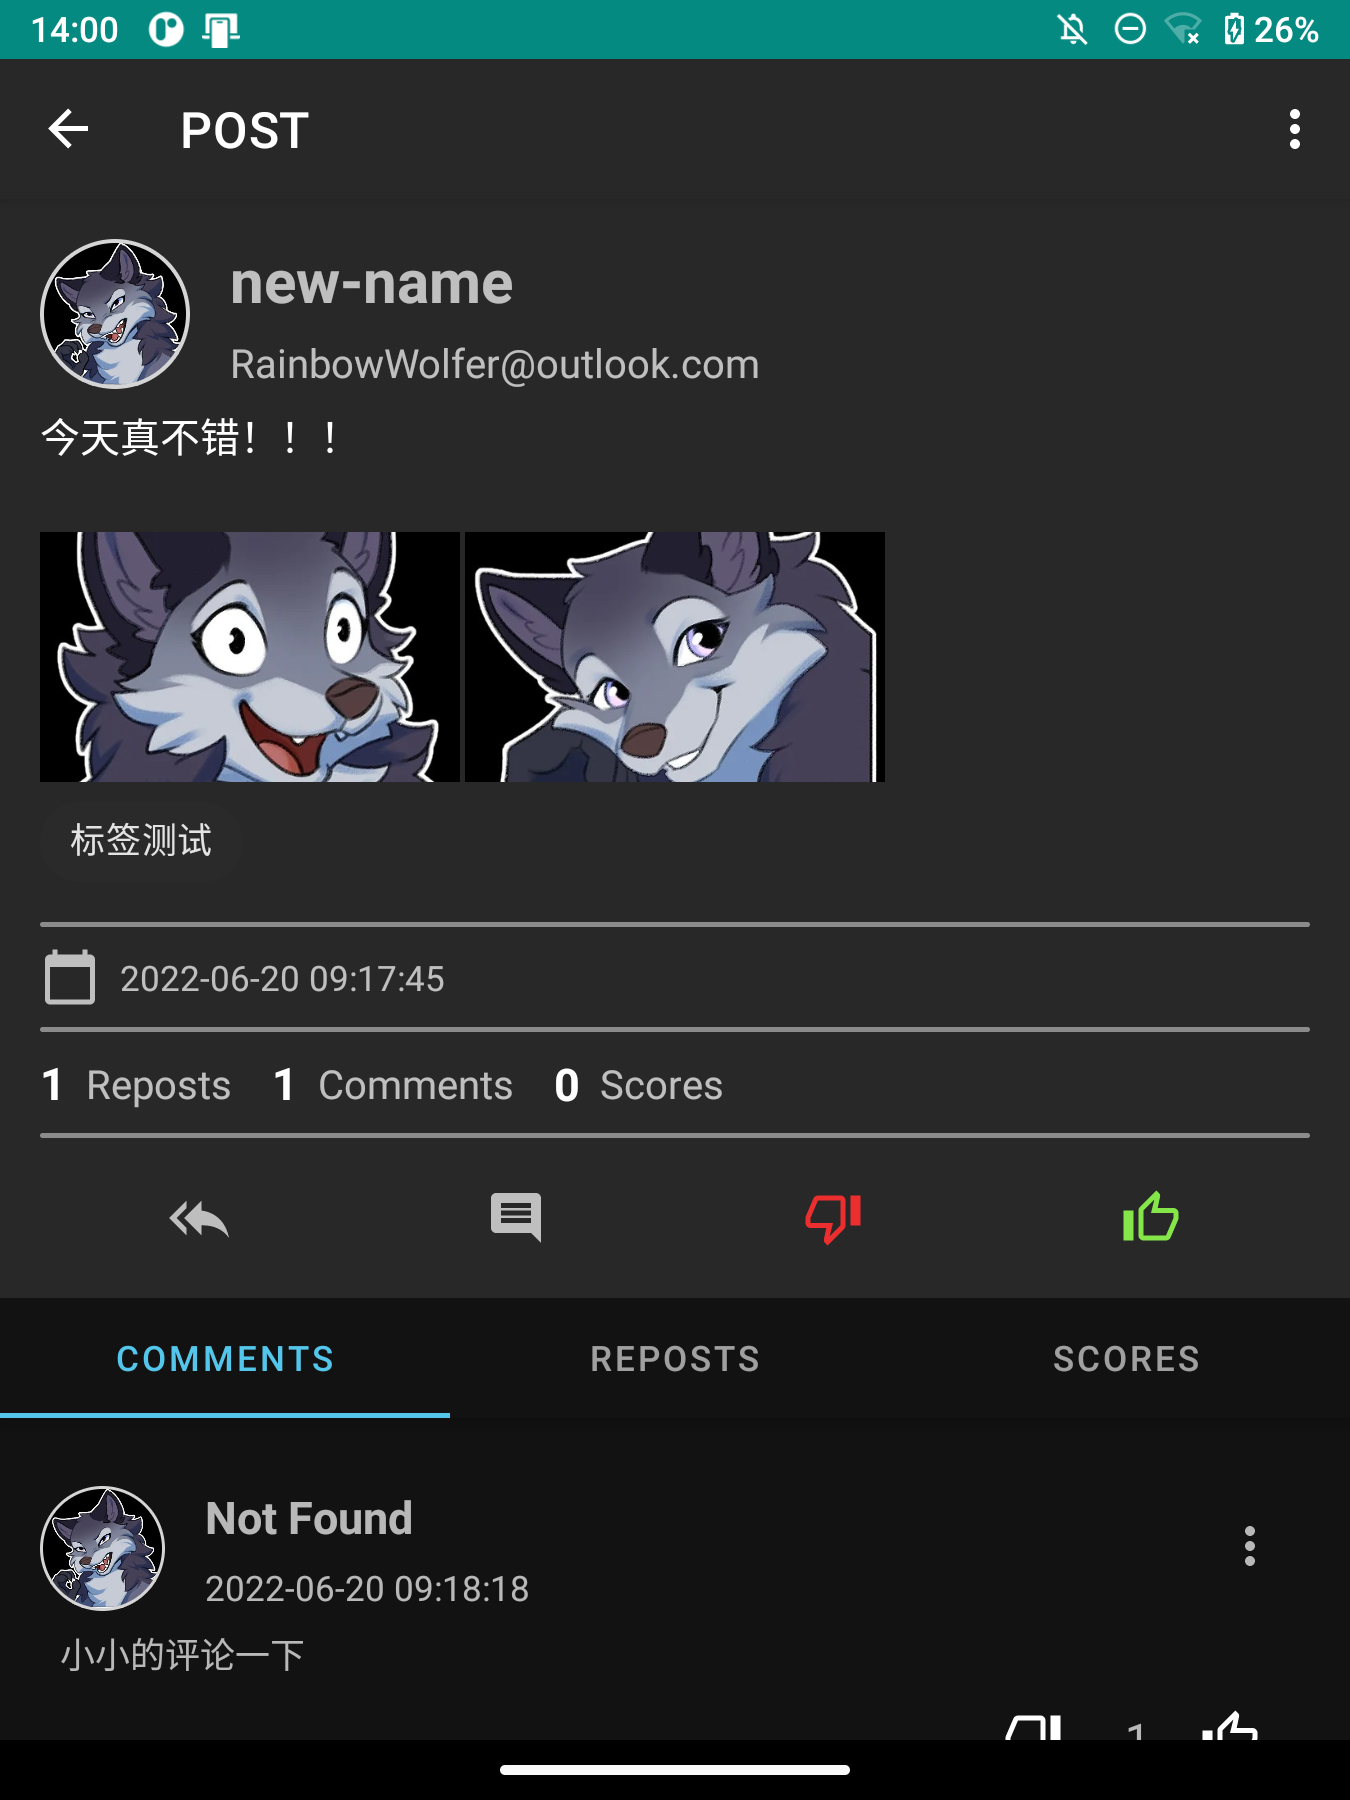 14:00
26%
POST
new-name
RainbowWolfer@outlook.com
今天真不错！！！
标签测试
2022-06-20 09:17:45
1 Reposts 1 Comments 0 Scores
COMMENTS REPOSTS SCORES
Not Found
2022-06-20 09:18:18
小小的评论一下
1